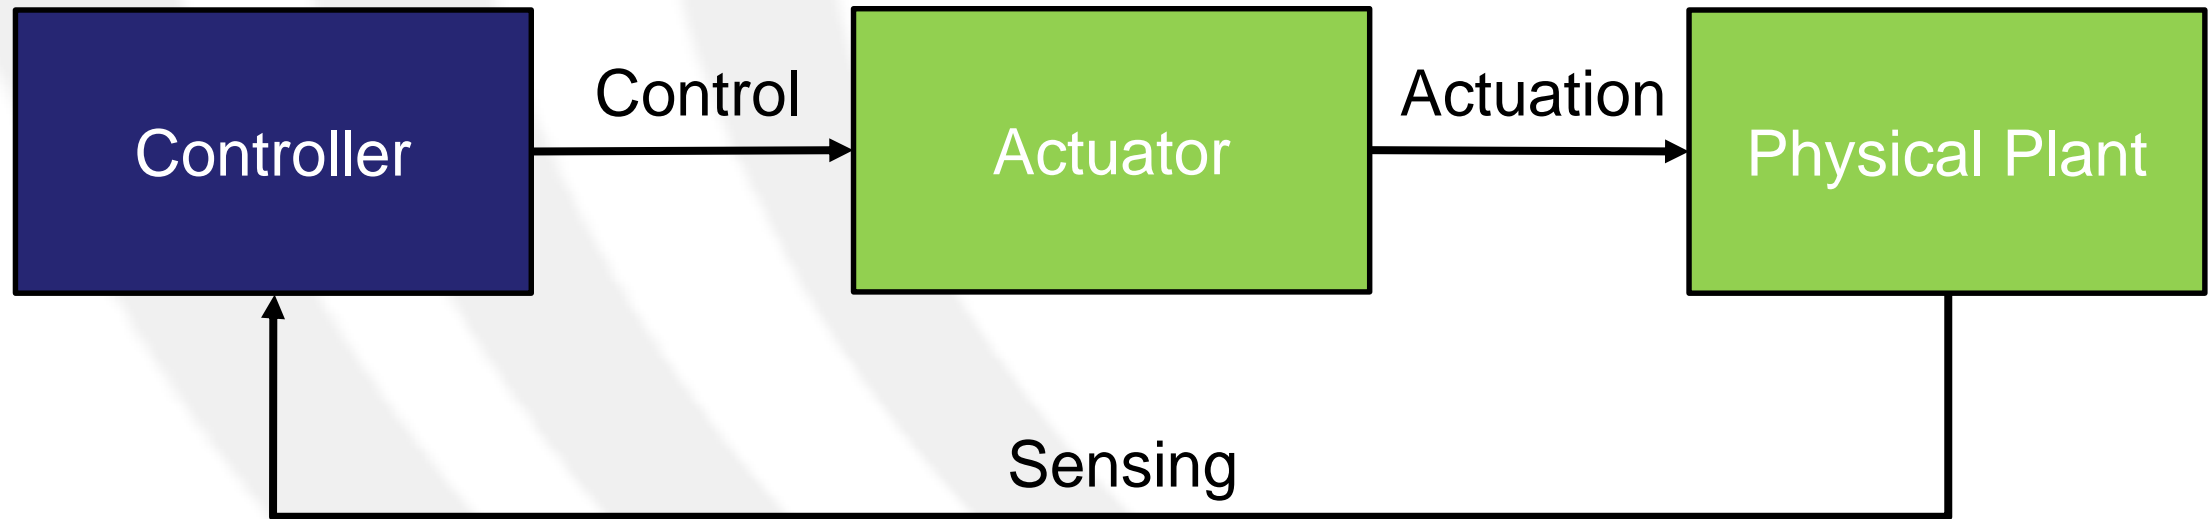 Controller
Control
Actuator
Actuation
Physical Plant
Sensing